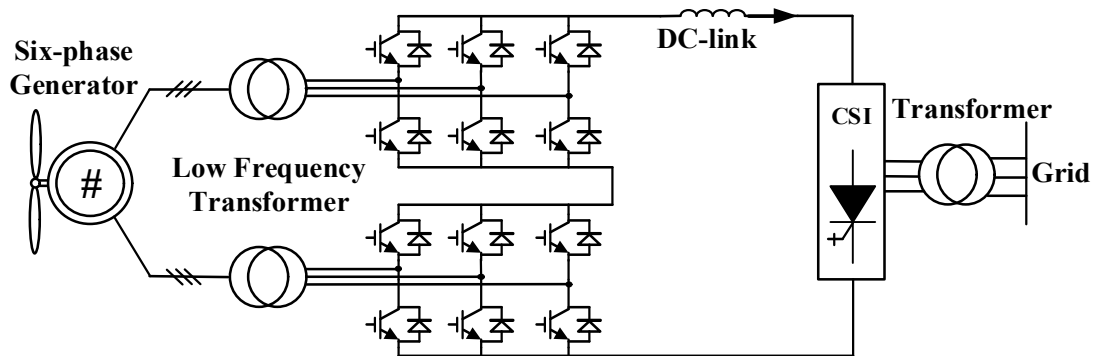 Six-phase
Generator
#
DC-link
Low Frequency
Transformer
CSI
Transformer
Grid